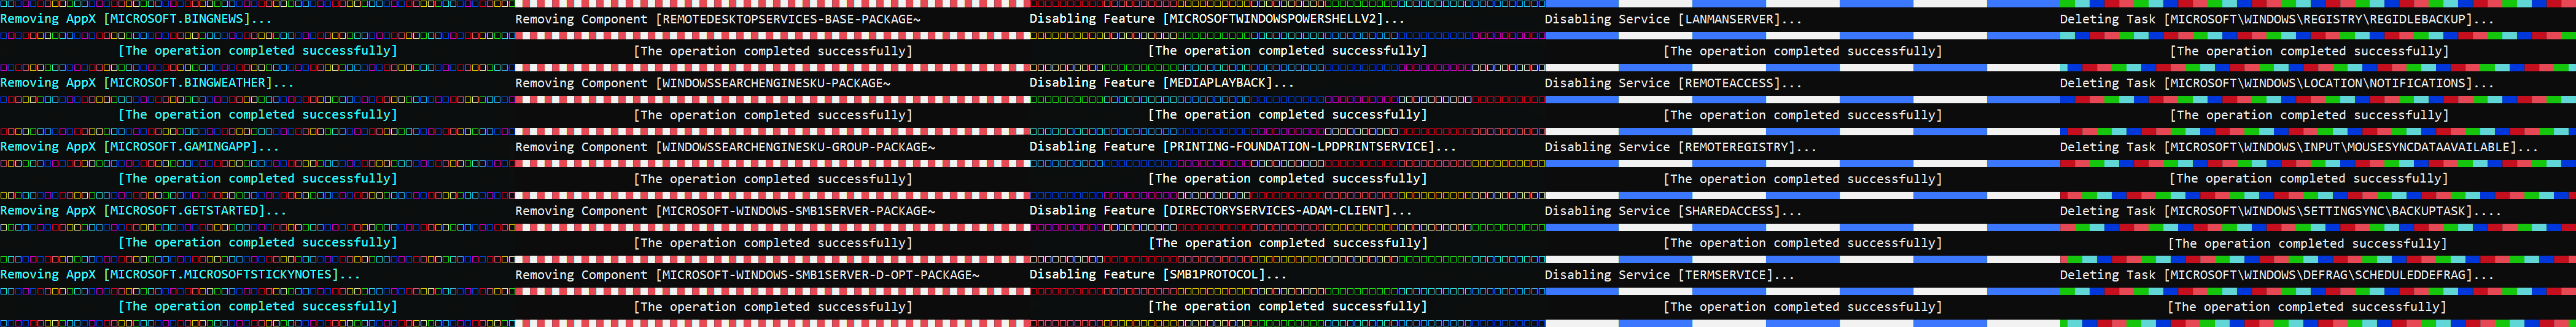 Removing AppX [MICROSOFT.BINGNEWS]...
[The operation completed successfully]
Removing AppX [MICROSOFT.BINGWEATHER]...
[The operation completed successfully]
Removing AppX [MICROSOFT.GAMINGAPP]...
[The operation completed successfully]
Removing AppX [MICROSOFT.GETSTARTED]...
[The operation completed successfully]
Removing AppX [MICROSOFT.MICROSOFTSTICKYNOTES]...
[The operation completed successfully]
Removing Component [REMOTEDESKTOPSERVICES-BASE-PACKAGE~
[The operation completed successfully]
Removing Component [WINDOWSSEARCHENGINESKU-PACKAGE~
[The operation completed successfully]
Removing Component [WINDOWSSEARCHENGINESKU-GROUP-PACKAGE~
[The operation completed successfully]
Removing Component [MICROSOFT-WINDOWS-SMB1SERVER-PACKAGE~
[The operation completed successfully]
Removing Component [MICROSOFT-WINDOWS-SMB1SERVER-D-OPT-PACKAGE~
[The operation completed successfully]
Disabling Feature [MICROSOFTWINDOWSPOWERSHELLV2]...
[The operation completed successfully]
Disabling Feature [MEDIAPLAYBACK]...
[The operation completed successfully]
Disabling Feature [PRINTING-FOUNDATION-LPDPRINTSERVICE]...
[The operation completed successfully]
Disabling Feature [DIRECTORYSERVICES-ADAM-CLIENT]...
[The operation completed successfully]
Disabling Feature [SMB1PROTOCOL]...
[The operation completed successfully]
Disabling Service [LANMANSERVER]...
[The operation completed successfully]
Disabling Service [REMOTEACCESS]...
[The operation completed successfully]
Disabling Service [REMOTEREGISTRY]...
[The operation completed successfully]
Disabling Service [SHAREDACCESS]...
[The operation completed successfully]
Disabling Service [TERMSERVICE]...
[The operation completed successfully]
Deleting Task [MICROSOFT\WINDOWS\REGISTRY\REGIDLEBACKUP]...
[The operation completed successfully]
Deleting Task [MICROSOFT\WINDOWS\LOCATION\NOTIFICATIONS]...
[The operation completed successfully]
Deleting Task [MICROSOFT\WINDOWS\INPUT\MOUSESYNCDATAAVAILABLE]...
[The operation completed successfully]
Deleting Task [MICROSOFT\WINDOWS\SETTINGSYNC\BACKUPTASK]....
[The operation completed successfully]
Deleting Task [MICROSOFT\WINDOWS\DEFRAG\SCHEDULEDDEFRAG]...
[The operation completed successfully]